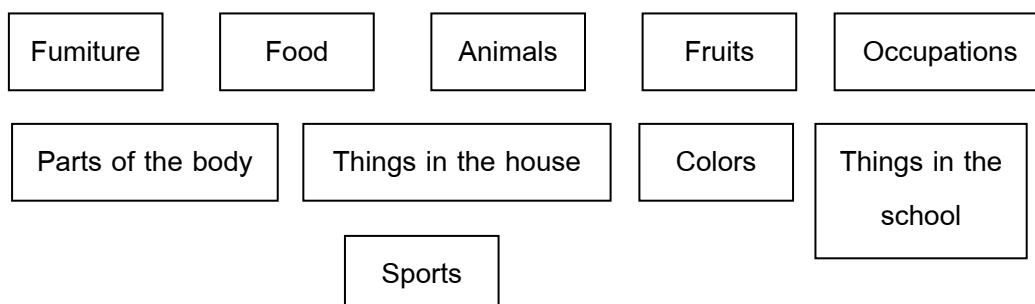 Fumiture
Food
Animals
Fruits
Occupations
Parts of the body
Things in the house
Colors
Things in the
school
Sports